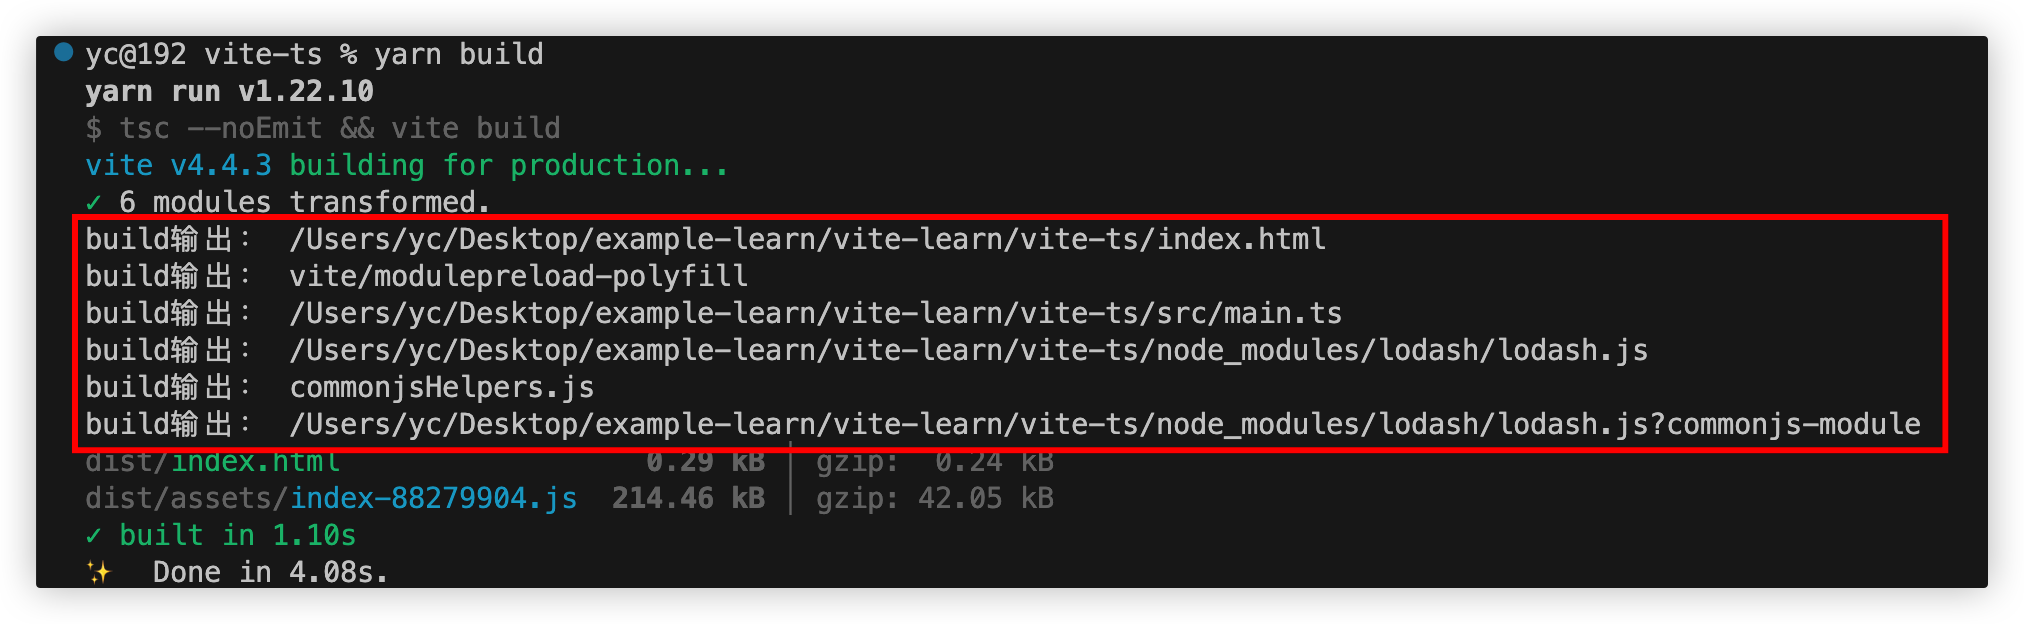 yc@192 vite-ts % yarn build
yarn run v1.22.10
$ tsc --noEmit && vite build
vite v4.4.3 building for production...
✓ 6 modules transformed.
build输出： /Users/yc/Desktop/example-learn/vite-learn/vite-ts/index.html
build输出： vite/modulepreload-polyfill
build输出： /Users/yc/Desktop/example-learn/vite-learn/vite-ts/src/main.ts
build输出： /Users/yc/Desktop/example-learn/vite-learn/vite-ts/node_modules/lodash/lodash.js
build输出： commonjsHelpers.js
build输出： /Users/yc/Desktop/example-learn/vite-learn/vite-ts/node_modules/lodash/lodash.js?commonjs-module
dist/index.html 0.29 kB │ gzip: 0.24 kB
dist/assets/index-88279904.js 214.46 kB │ gzip: 42.05 kB
✓ built in 1.10s
✨ Done in 4.08s.